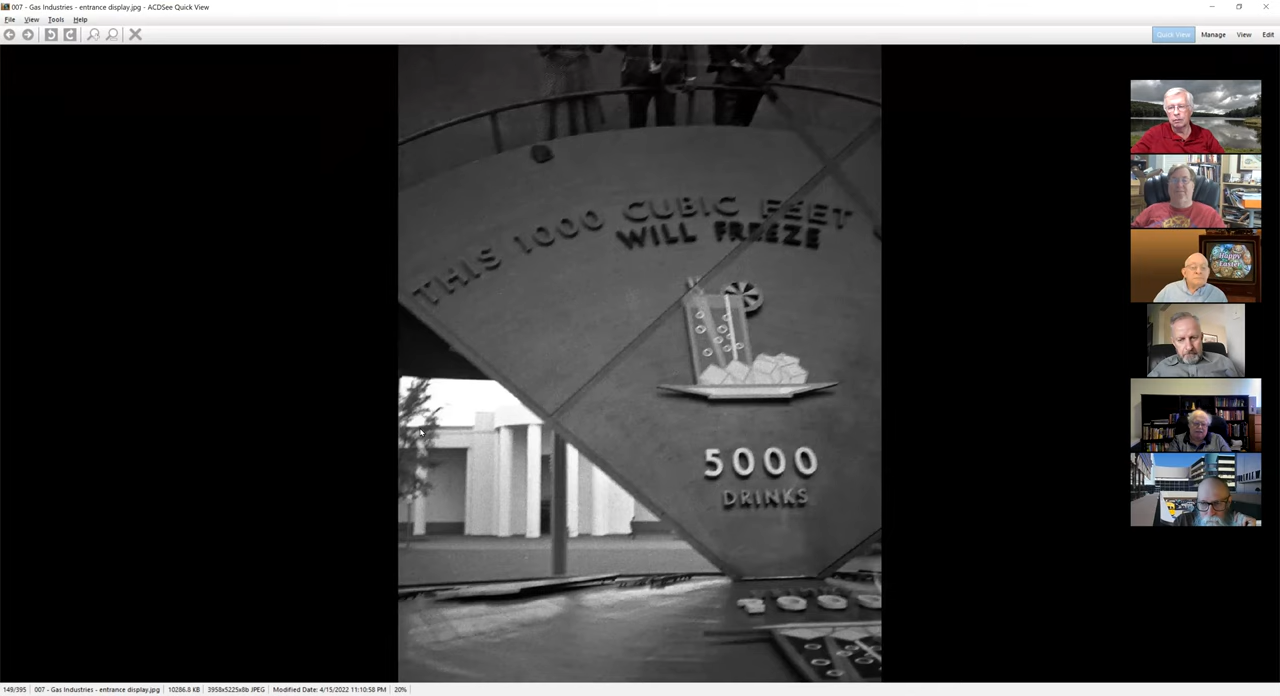 007 - Gas Industries - entrance display.jpg - ACDSee Quick View
File View Tools Help
Quick View Manage View Edit
THIS 1000 CUBIC FEET
WILL FREEZE
5000
DRINKS
Happy
Easter
149/395 007 - Gas Industries - entrance display.jpg 10286.8 KB 3958x5225x8b JPEG Modified Date: 4/15/2022 11:10:58 PM 20%